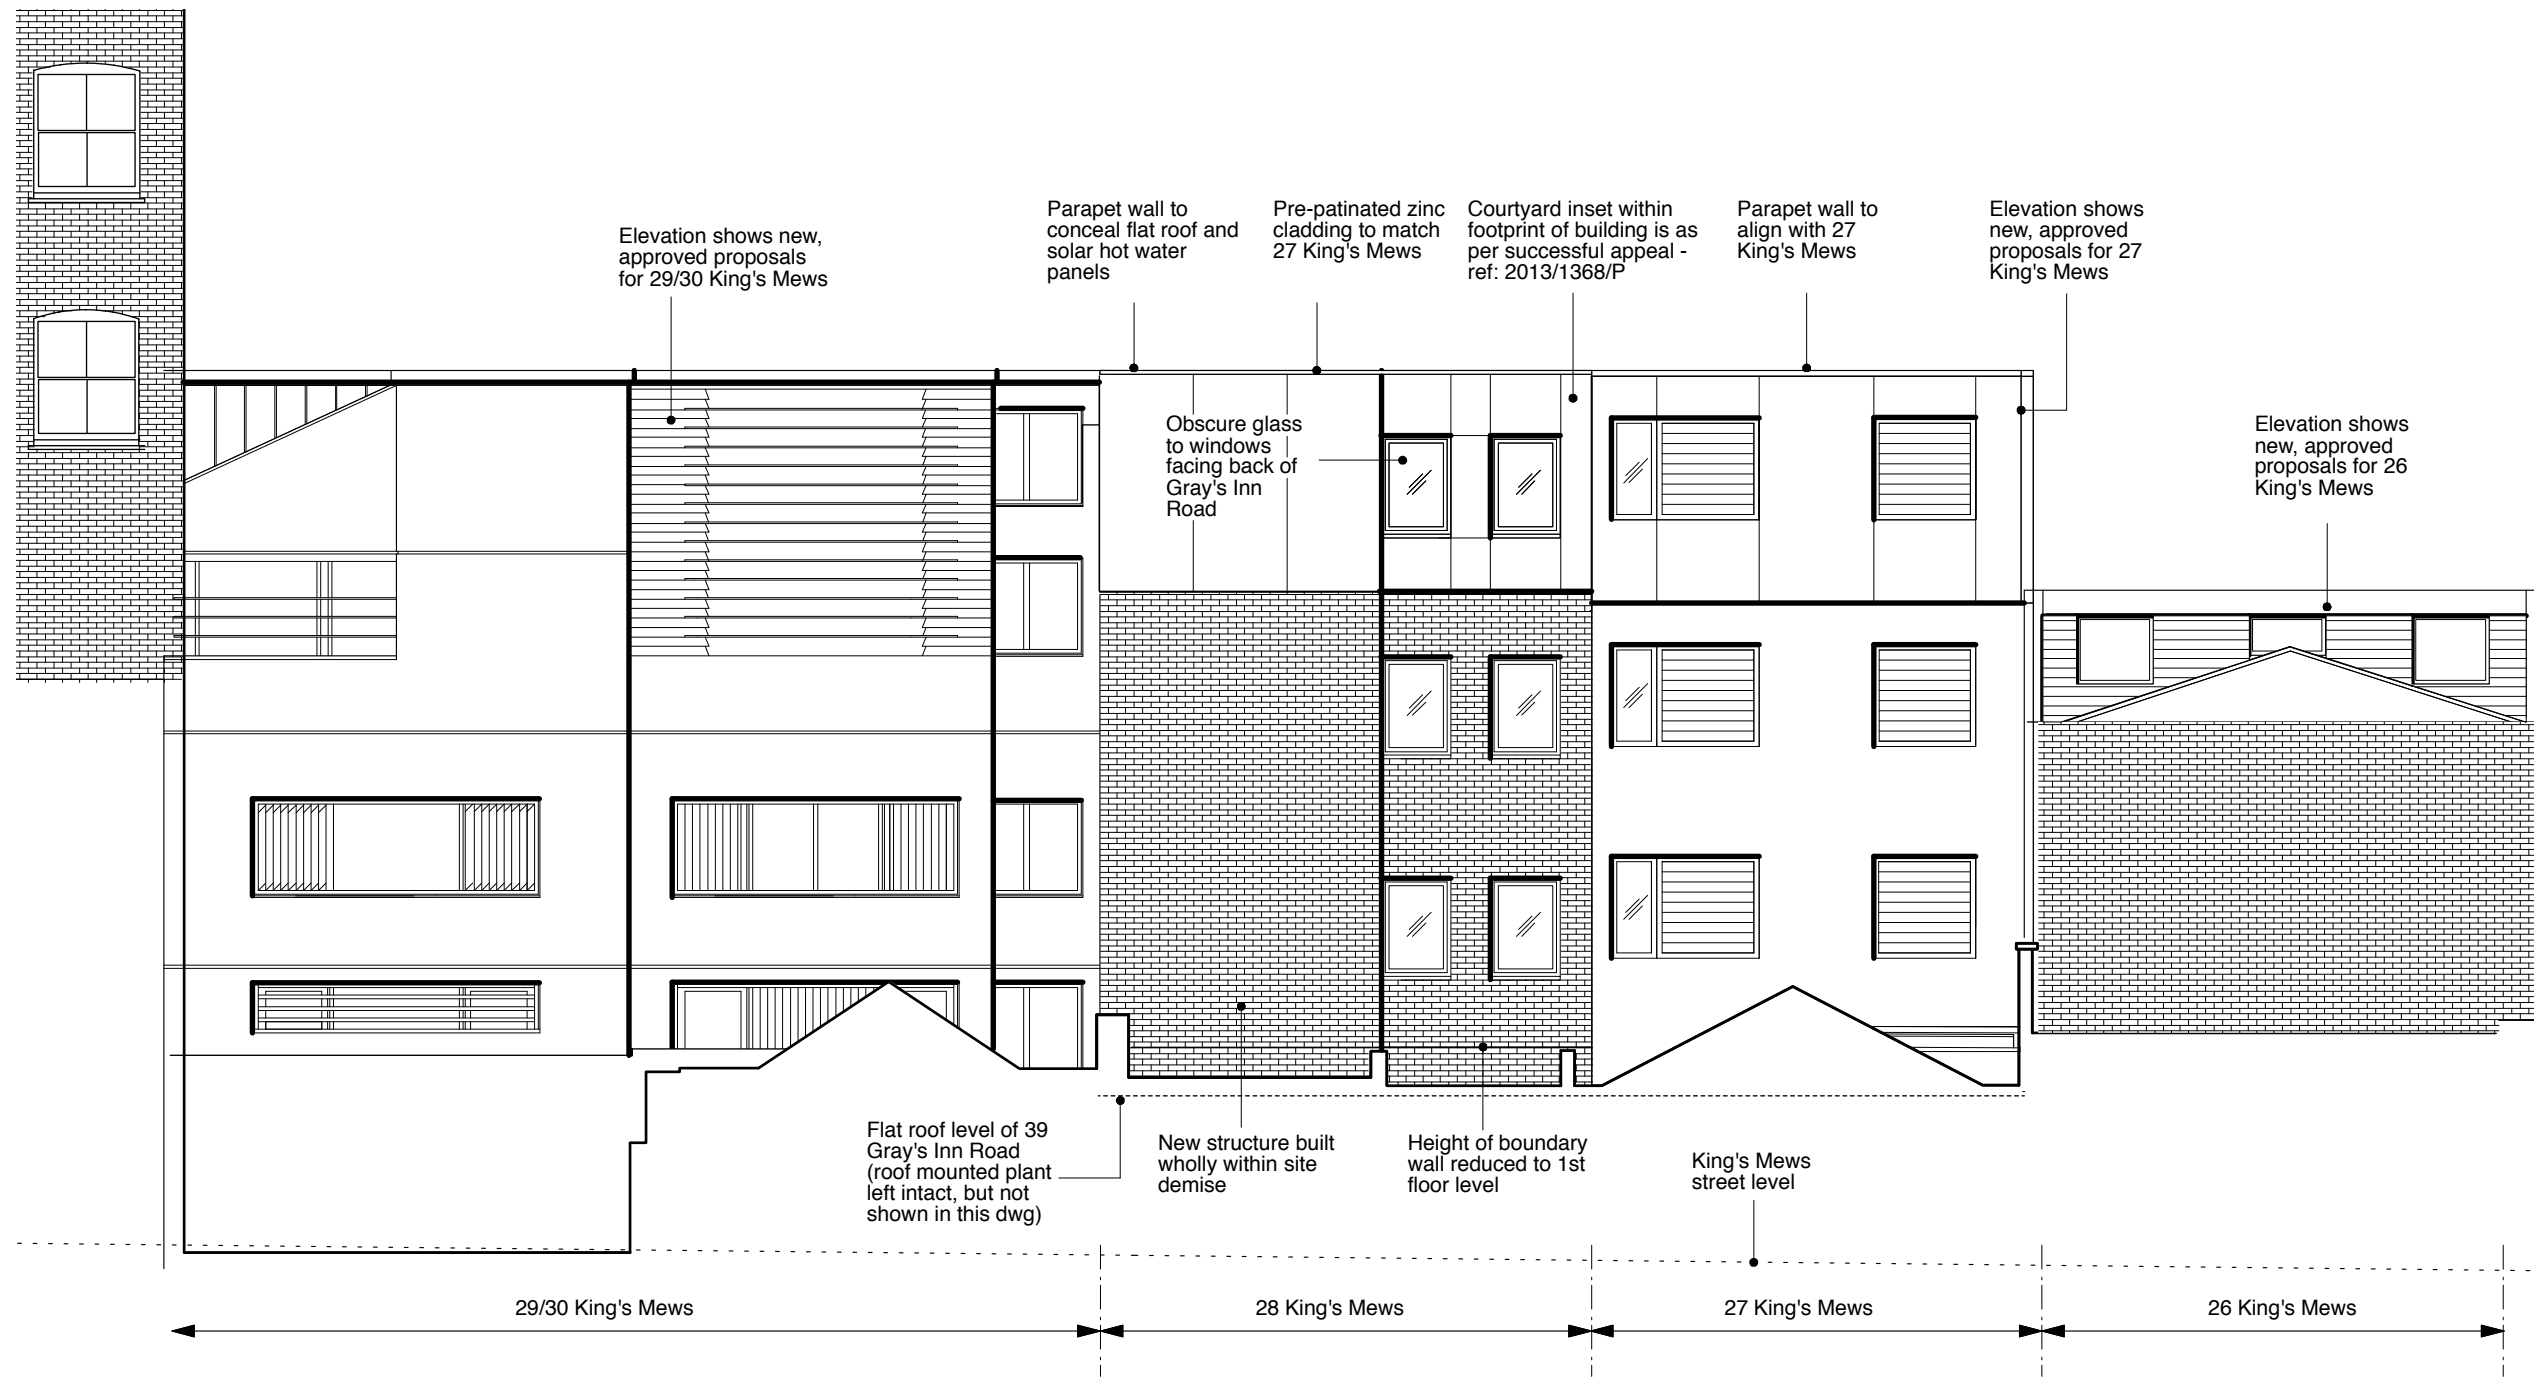 Elevation shows new,
approved proposals
for 29/30 King's Mews
Parapet wall to
conceal flat roof and
solar hot water
panels
Pre-patinated zinc
cladding to match
27 King's Mews
Courtyard inset within
footprint of building is as
per successful appeal -
ref: 2013/1368/P
Parapet wall to
align with 27
King's Mews
Elevation shows
new, approved
proposals for 27
King's Mews
Obscure glass
to windows
facing back of
Gray's Inn
Road
Elevation shows
new, approved
proposals for 26
King's Mews
Flat roof level of 39
Gray's Inn Road
(roof mounted plant
left intact, but not
shown in this dwg)
New structure built
wholly within site
demise
Height of boundary
wall reduced to 1st
floor level
King's Mews
street level
29/30 King's Mews
28 King's Mews
27 King's Mews
26 King's Mews